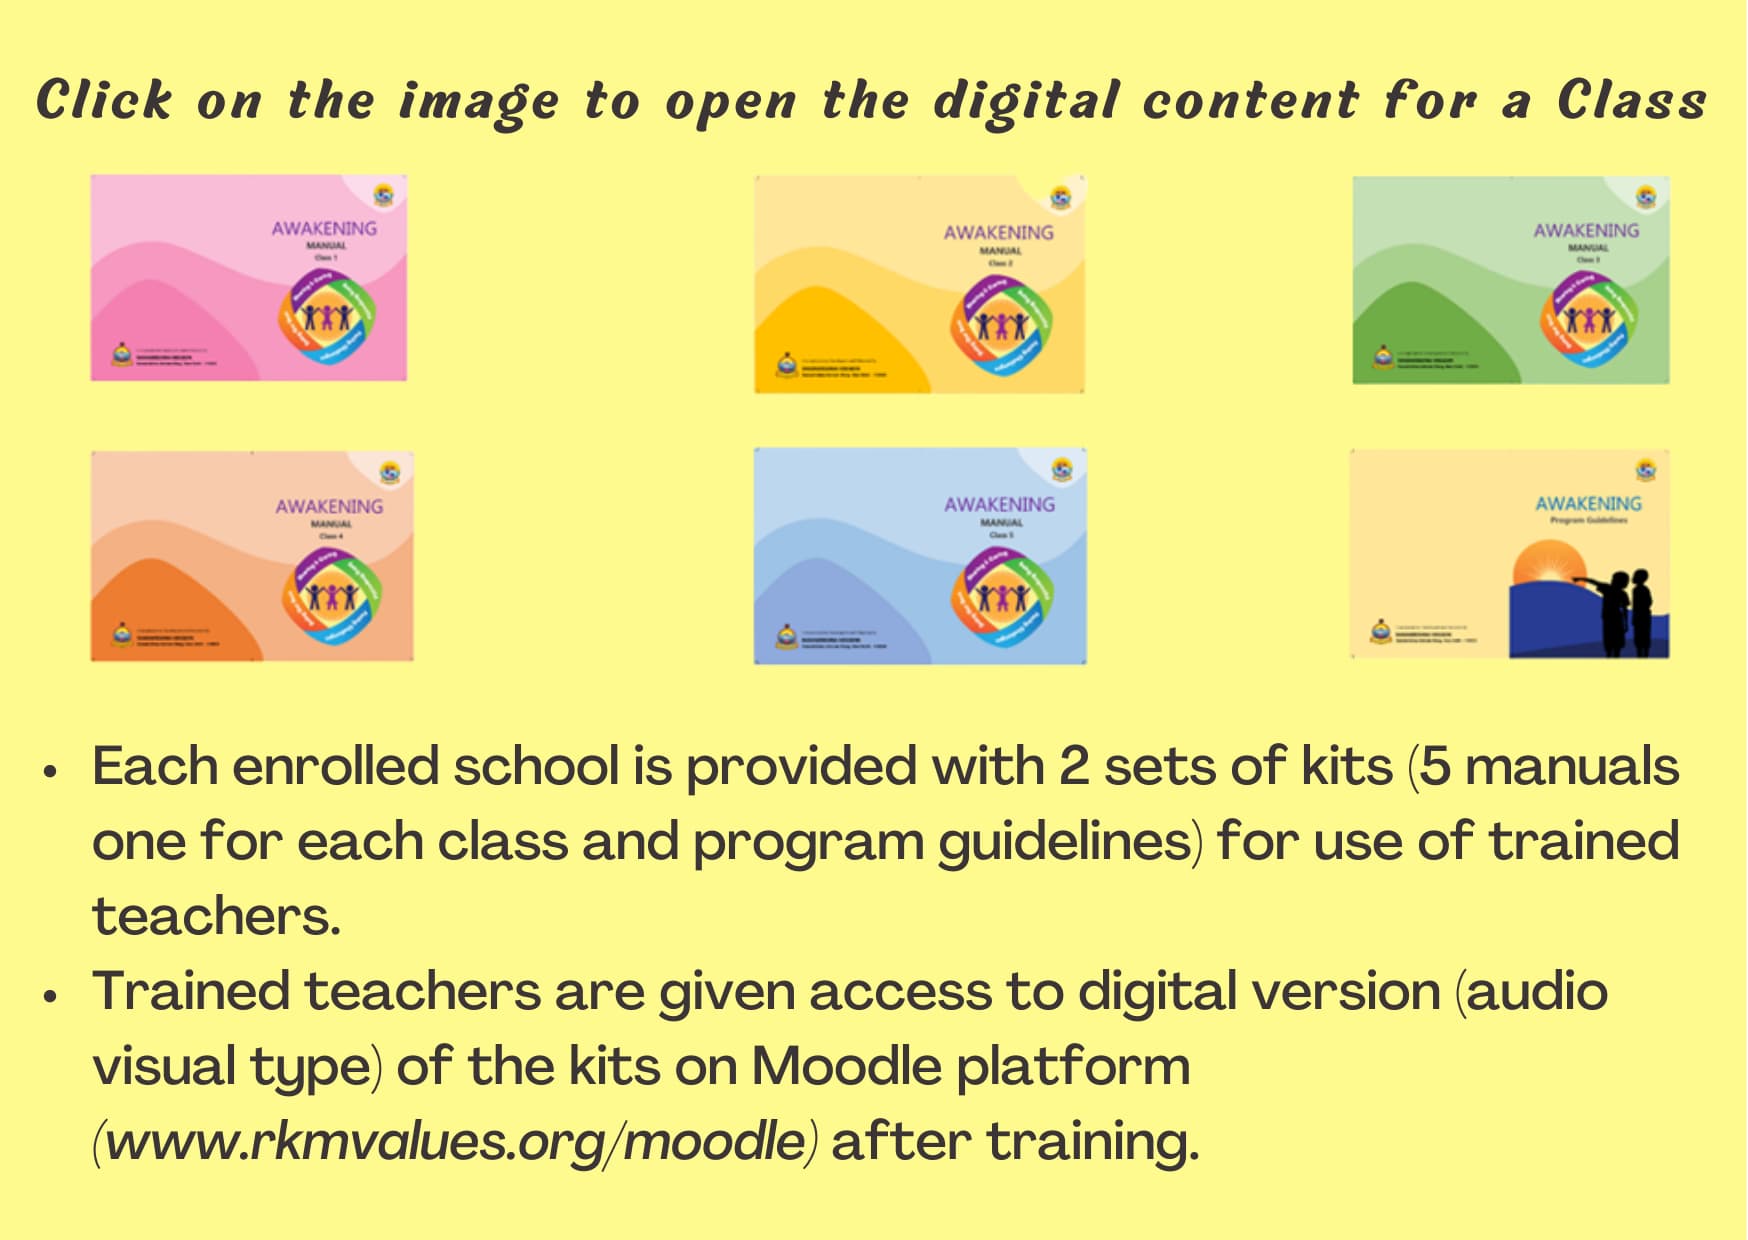 Click on the image to open the digital content for a Class
AWAKENING
MANUAL
Class 1
AWAKENING
MANUAL
Class 2
AWAKENING
MANUAL
Class 3
AWAKENING
MANUAL
Class 4
AWAKENING
MANUAL
Class 5
AWAKENING
Program Guidelines
• Each enrolled school is provided with 2 sets of kits (5 manuals
one for each class and program guidelines) for use of trained
teachers.
• Trained teachers are given access to digital version (audio
visual type) of the kits on Moodle platform
(www.rkmvalues.org/moodle) after training.